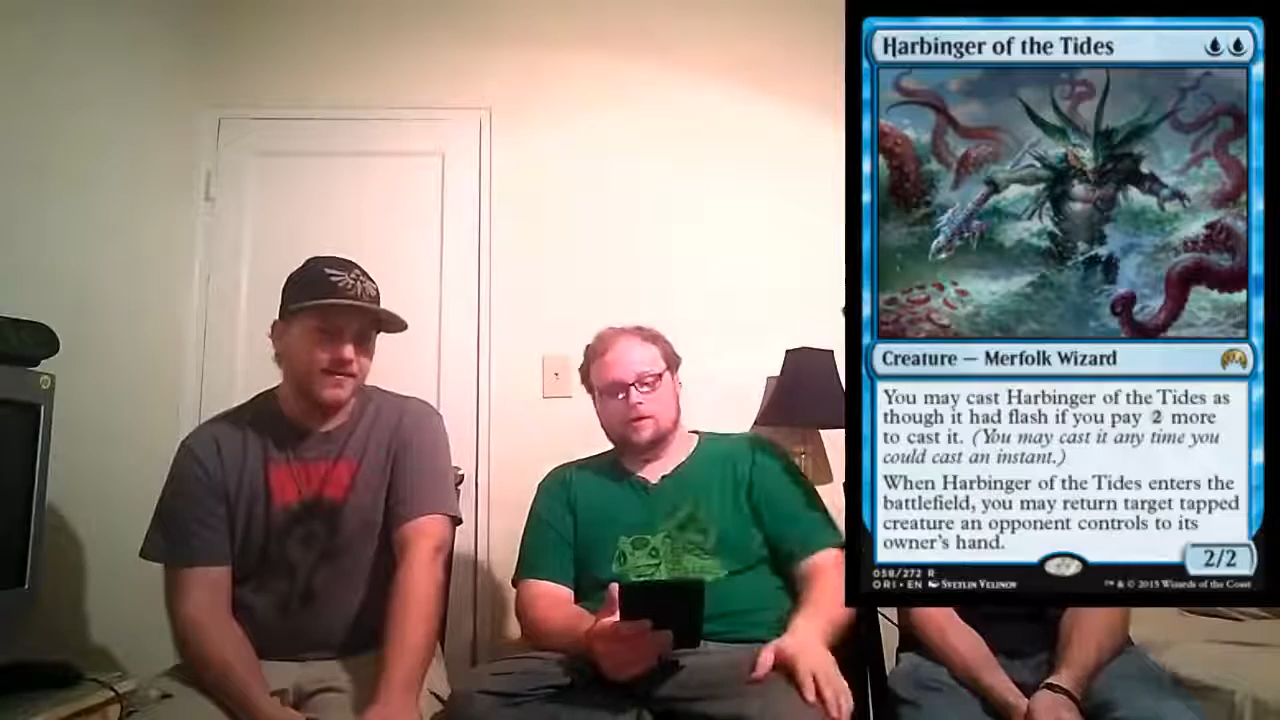 Harbinger of the Tides
Creature — Merfolk Wizard
You may cast Harbinger of the Tides as
though it had flash if you pay 2 more
to cast it. (You may cast it any time you
could cast an instant.)
When Harbinger of the Tides enters the
battlefield, you may return target tapped
creature an opponent controls to its
owner's hand.
2/2
038/272 R
ORI • EN Svetlin Velinov
™ & © 2015 Wizards of the Coast